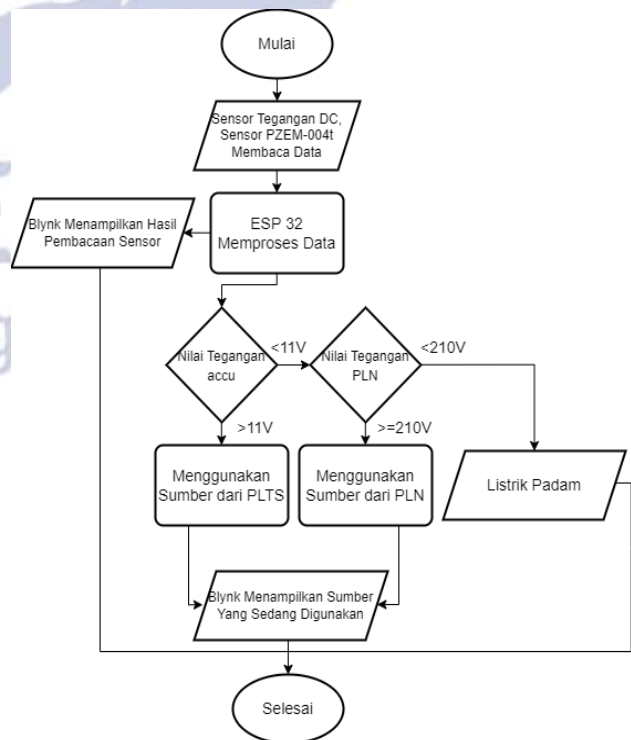 Mulai
Sensor Tegangan DC,
Sensor PZEM-004t
Membaca Data
Blynk Menampilkan Hasil
Pembacaan Sensor
ESP 32
Memproses Data
Nilai Tegangan
accu
<11V
Nilai Tegangan
PLN
<210V
>11V
>=210V
Menggunakan
Sumber dari PLTS
Menggunakan
Sumber dari PLN
Listrik Padam
Blynk Menampilkan Sumber
Yang Sedang Digunakan
Selesai